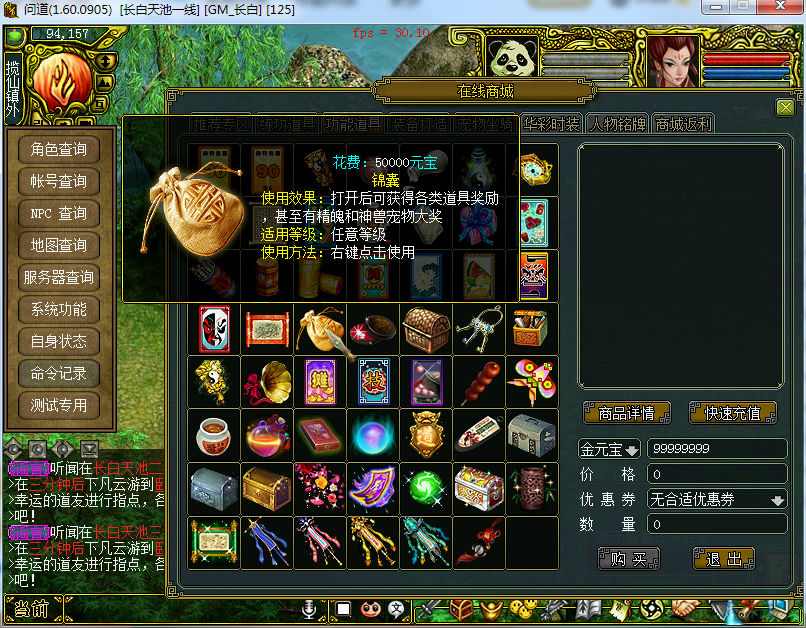 问道(1.60.0905) [长白天池一线] [GM_长白] [125]
94,157
fps = 30.10
揽仙镇外
在线商城
推荐专区 练功道具 功能道具 装备打造 宠物坐骑 华彩时装 人物铭牌 商城返利
花费：50000元宝
锦囊
使用效果：打开后可获得各类道具奖励
，甚至有精魄和神兽宠物大奖
适用等级：任意等级
使用方法：右键点击使用
角色查询
帐号查询
NPC 查询
地图查询
服务器查询
系统功能
自身状态
命令记录
测试专用
商品详情 快速充值
金元宝 99999999
价 格 0
优惠券 无合适优惠券
数 量 0
购买 退出
听闻在长白天池二
>在三分钟后下凡云游到
>幸运的道友进行指点，各
>吧！
听闻在长白天池三
>在三分钟后下凡云游到
>幸运的道友进行指点，各
>吧！
当前